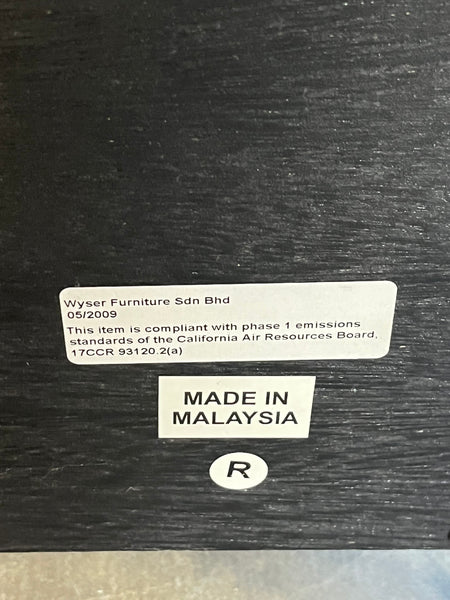 Wyser Furniture Sdn Bhd
05/2009
This item is compliant with phase 1 emissions
standards of the California Air Resources Board,
17CCR 93120.2(a)
MADE IN
MALAYSIA
R